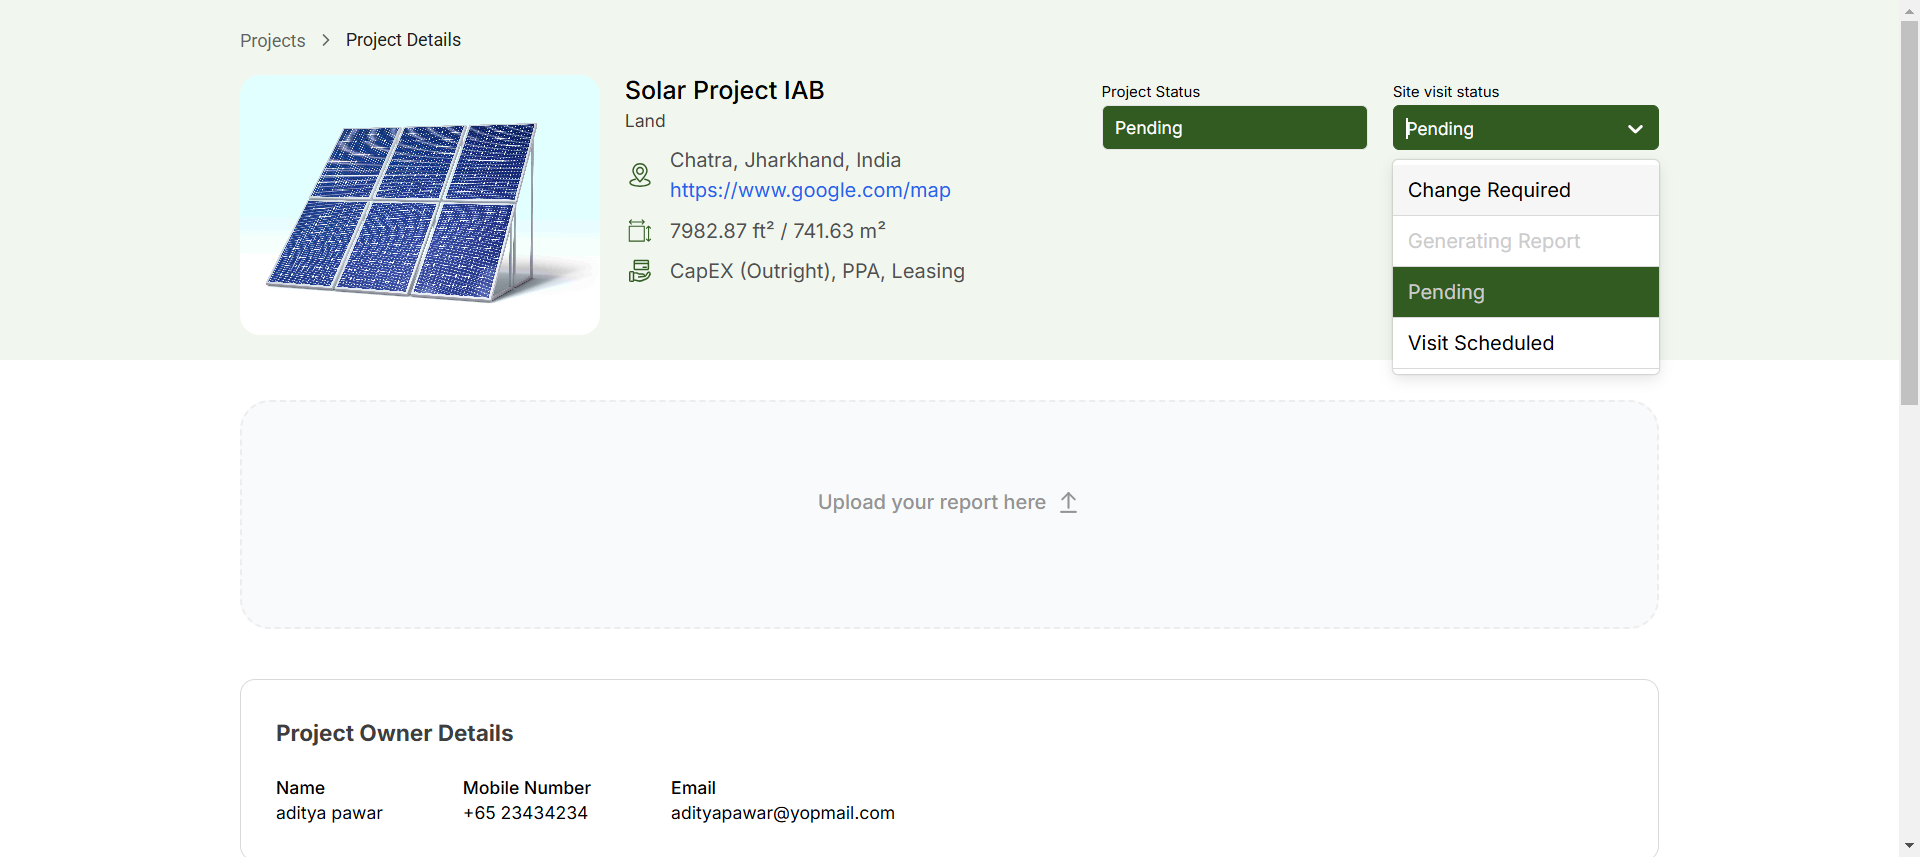 Projects > Project Details
Solar Project IAB
Land
Chatra, Jharkhand, India
https://www.google.com/map
7982.87 ft² / 741.63 m²
CapEX (Outright), PPA, Leasing
Project Status
Pending
Site visit status
Pending
Change Required
Generating Report
Pending
Visit Scheduled
Upload your report here
Project Owner Details
Name
aditya pawar
Mobile Number
+65 23434234
Email
adityapawar@yopmail.com